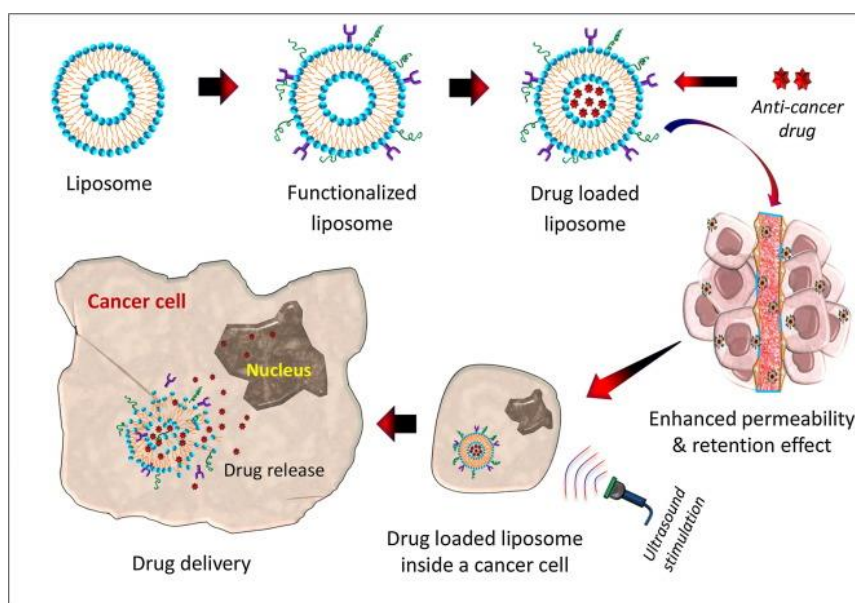 Liposome
Functionalized
liposome
Drug loaded
liposome
Anti-cancer
drug
Enhanced permeability
& retention effect
Ultrasound
stimulation
Drug loaded liposome
inside a cancer cell
Cancer cell
Nucleus
Drug release
Drug delivery